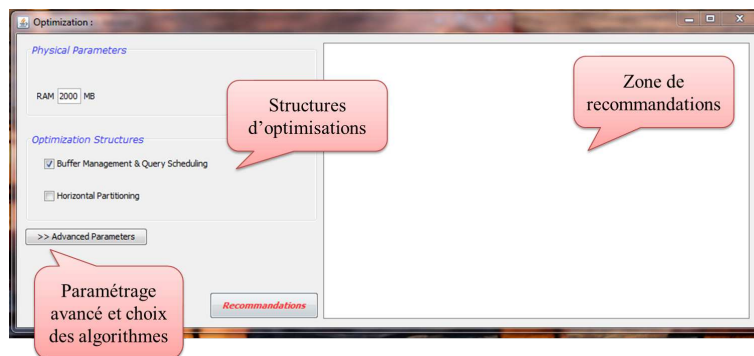 Optimization :
Physical Parameters
RAM 2000 MB
Structures
d'optimisations
Zone de
recommandations
Optimization Structures
Buffer Management & Query Scheduling
Horizontal Partitioning
>> Advanced Parameters
Paramétrage
avancé et choix
des algorithmes
Recommandations